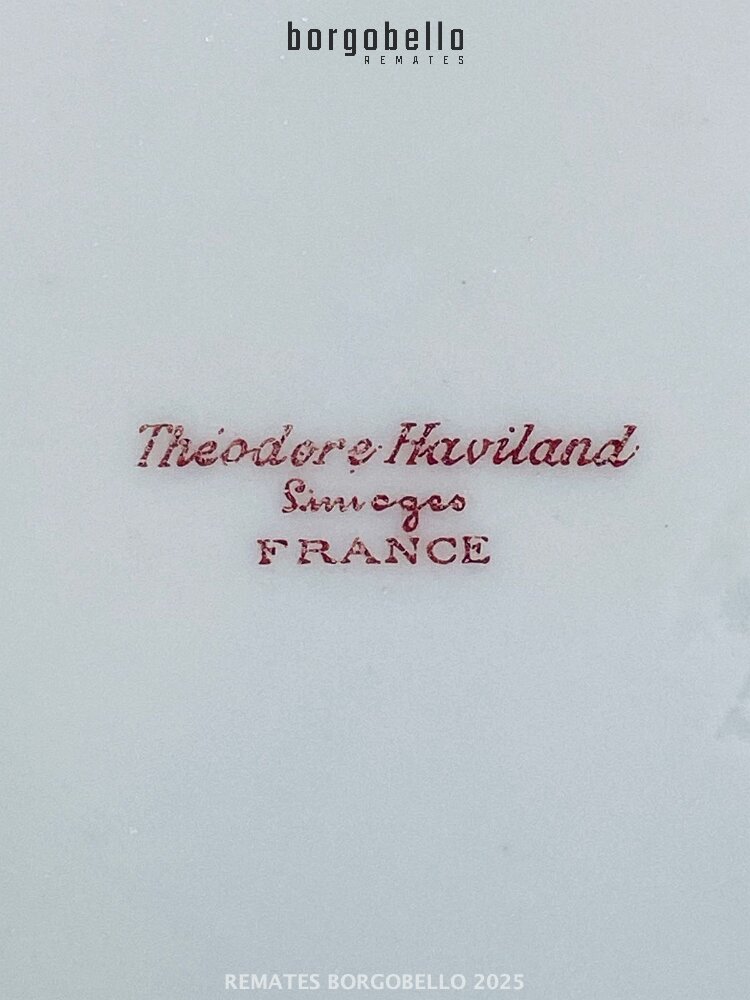 borgobello
REMATES
Théodore Haviland
Limoges
FRANCE
REMATES BORGOBELLO 2025